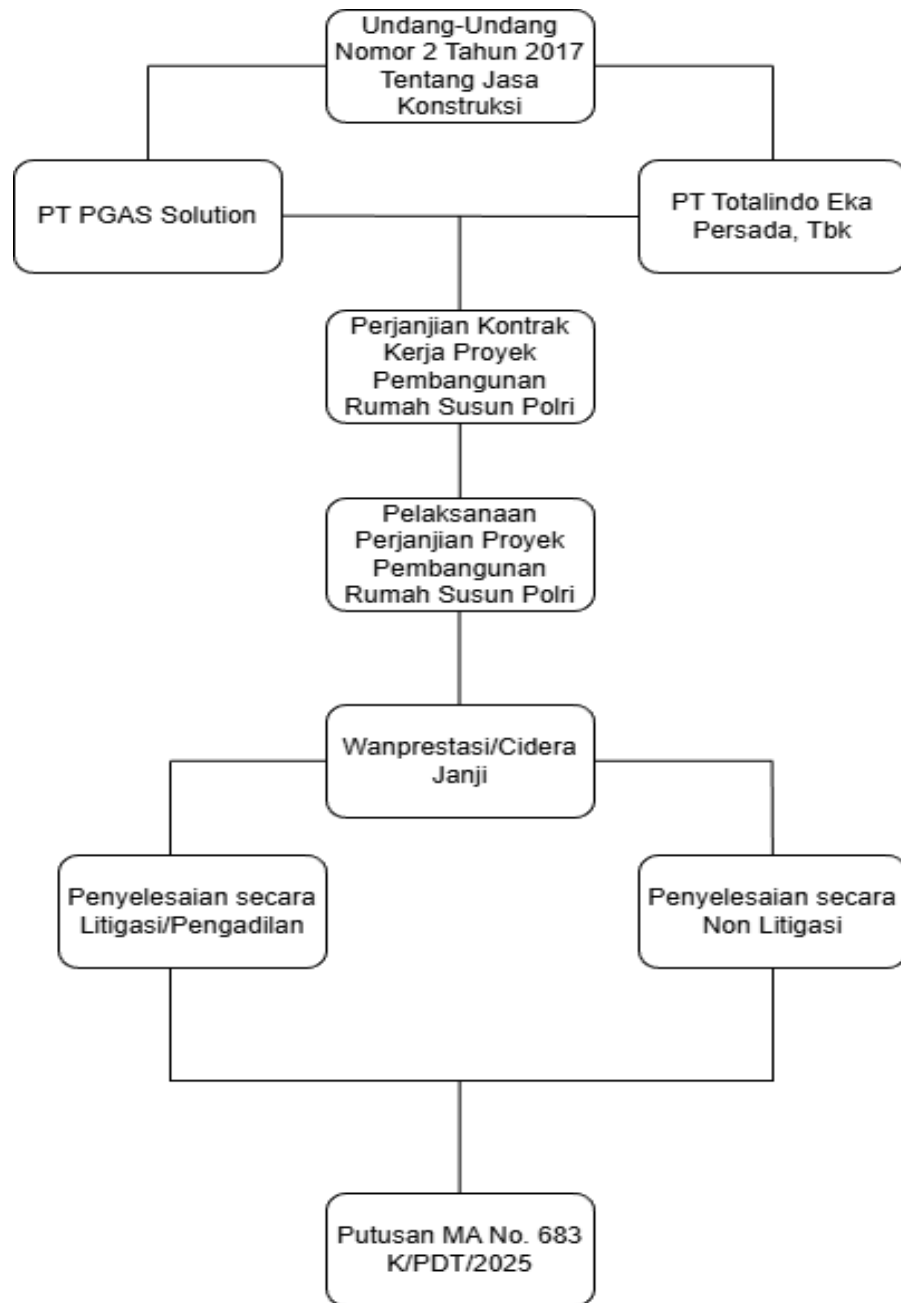 Undang-Undang
Nomor 2 Tahun 2017
Tentang Jasa
Konstruksi
PT PGAS Solution
PT Totalindo Eka
Persada, Tbk
Perjanjian Kontrak
Kerja Proyek
Pembangunan
Rumah Susun Polri
Pelaksanaan
Perjanjian Proyek
Pembangunan
Rumah Susun Polri
Wanprestasi/Cidera
Janji
Penyelesaian secara
Litigasi/Pengadilan
Penyelesaian secara
Non Litigasi
Putusan MA No. 683
K/PDT/2025